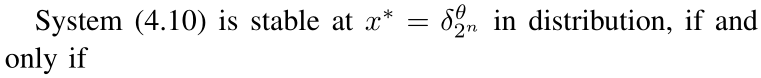 System (4.10) is stable at x* = δ^θ_{2^n} in distribution, if and
only if